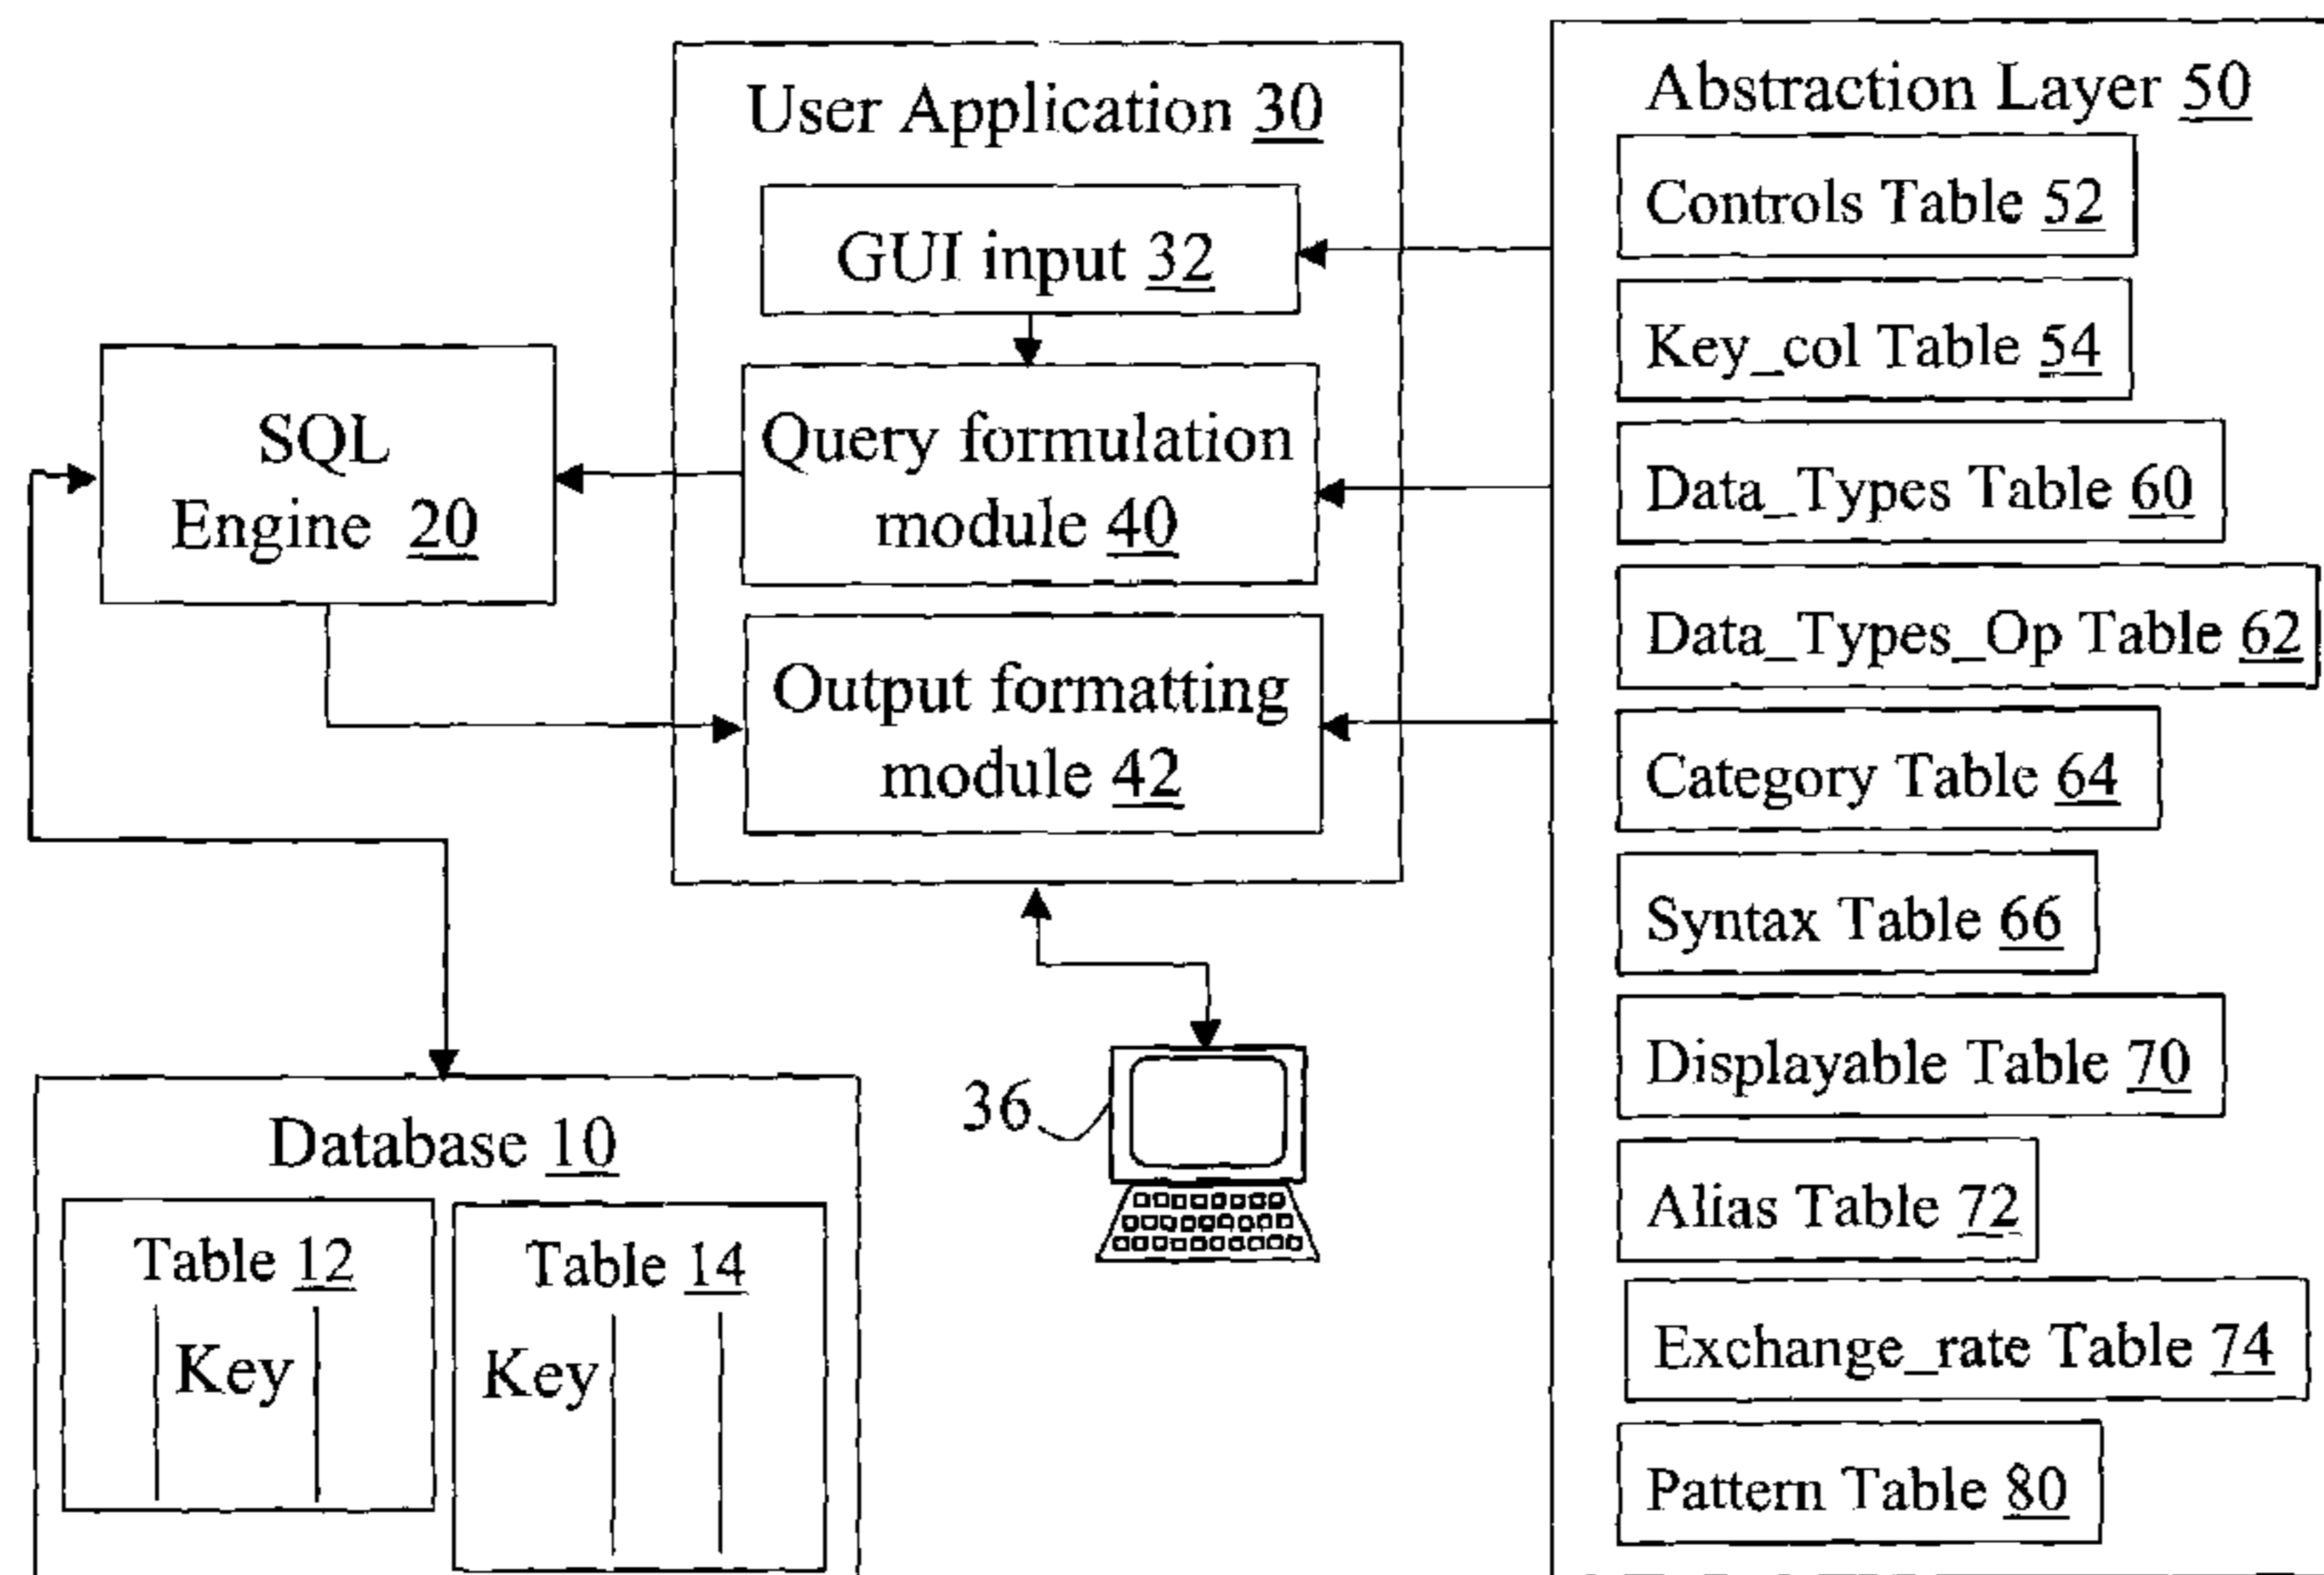 User Application 30
GUI input 32
Query formulation
module 40
Output formatting
module 42
SQL
Engine 20
Database 10
Table 12
Key
Table 14
Key
36
Abstraction Layer 50
Controls Table 52
Key_col Table 54
Data_Types Table 60
Data_Types_Op Table 62
Category Table 64
Syntax Table 66
Displayable Table 70
Alias Table 72
Exchange_rate Table 74
Pattern Table 80